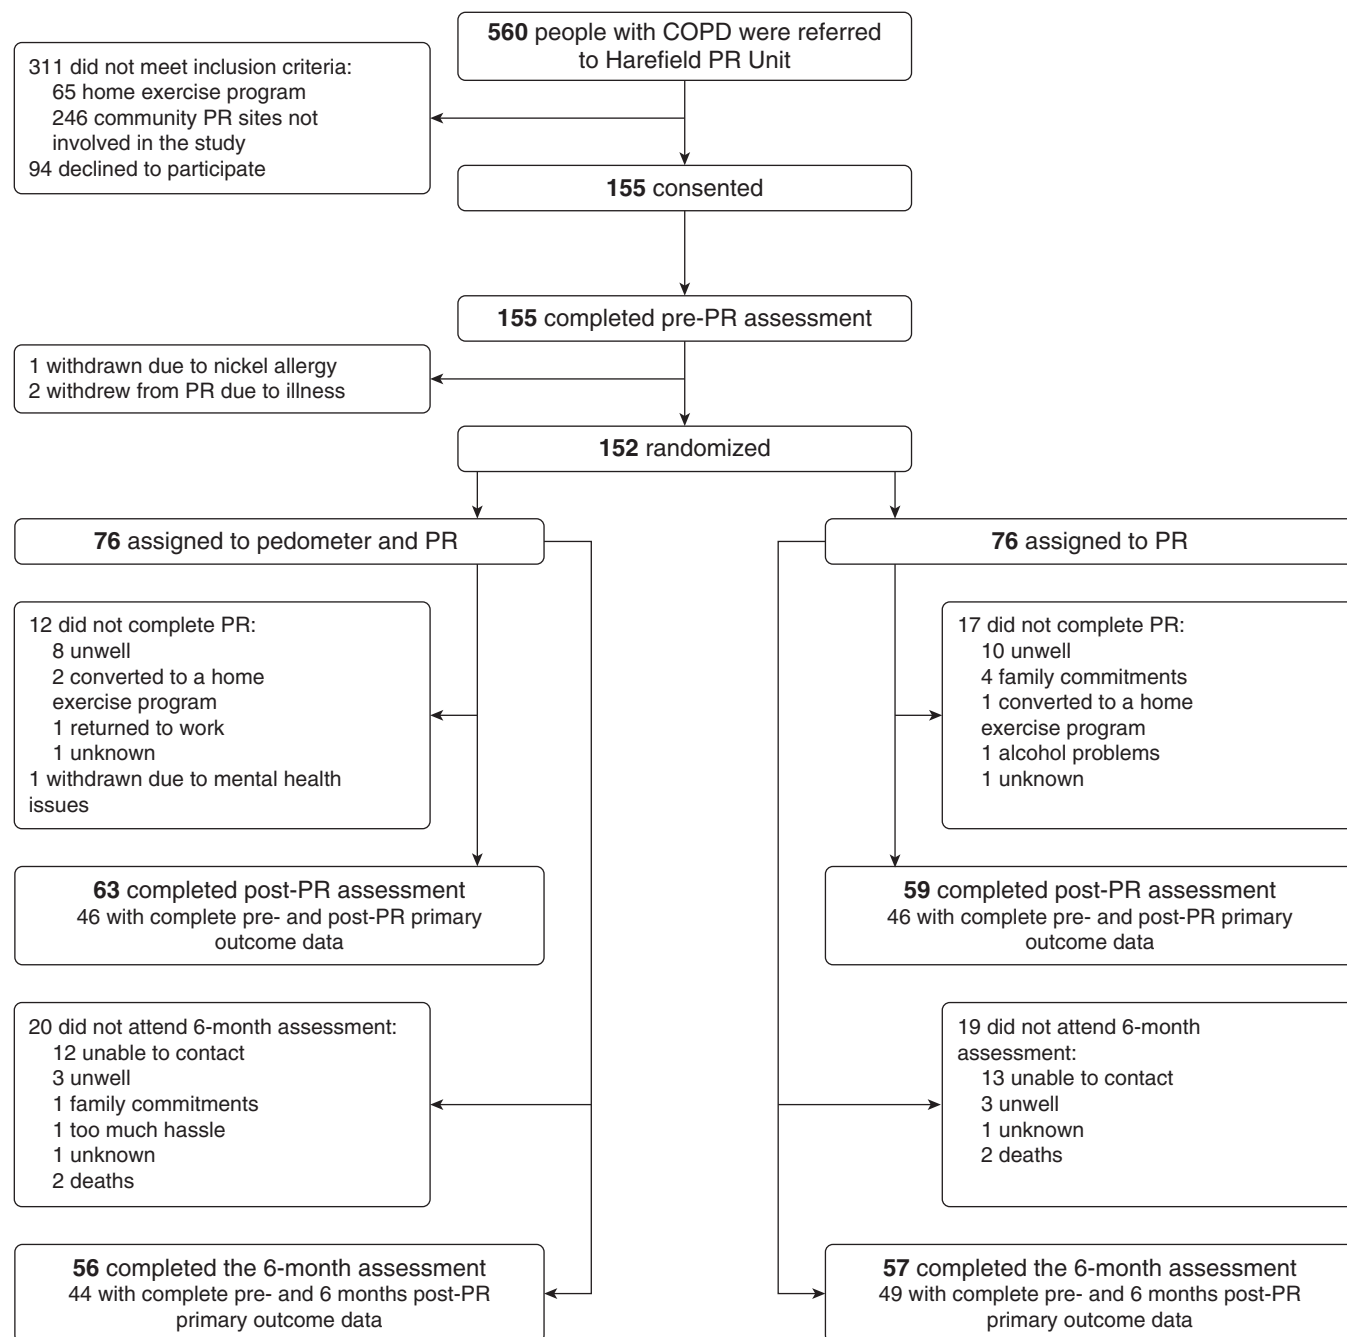 560 people with COPD were referred
to Harefield PR Unit
311 did not meet inclusion criteria:
65 home exercise program
246 community PR sites not
involved in the study
94 declined to participate
155 consented
155 completed pre-PR assessment
1 withdrawn due to nickel allergy
2 withdrew from PR due to illness
152 randomized
76 assigned to pedometer and PR
76 assigned to PR
12 did not complete PR:
8 unwell
2 converted to a home
exercise program
1 returned to work
1 unknown
1 withdrawn due to mental health
issues
17 did not complete PR:
10 unwell
4 family commitments
1 converted to a home
exercise program
1 alcohol problems
1 unknown
63 completed post-PR assessment
46 with complete pre- and post-PR primary
outcome data
59 completed post-PR assessment
46 with complete pre- and post-PR primary
outcome data
20 did not attend 6-month assessment:
12 unable to contact
3 unwell
1 family commitments
1 too much hassle
1 unknown
2 deaths
19 did not attend 6-month
assessment:
13 unable to contact
3 unwell
1 unknown
2 deaths
56 completed the 6-month assessment
44 with complete pre- and 6 months post-PR
primary outcome data
57 completed the 6-month assessment
49 with complete pre- and 6 months post-PR
primary outcome data